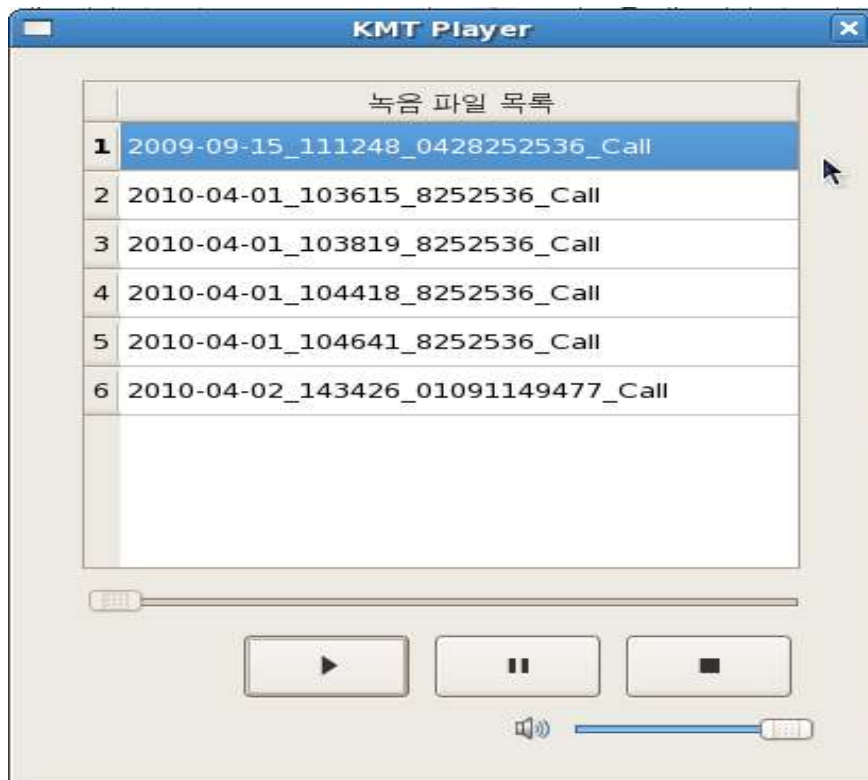 KMT Player
녹음 파일 목록
1 2009-09-15_111248_0428252536_Call
2 2010-04-01_103615_8252536_Call
3 2010-04-01_103819_8252536_Call
4 2010-04-01_104418_8252536_Call
5 2010-04-01_104641_8252536_Call
6 2010-04-02_143426_01091149477_Call